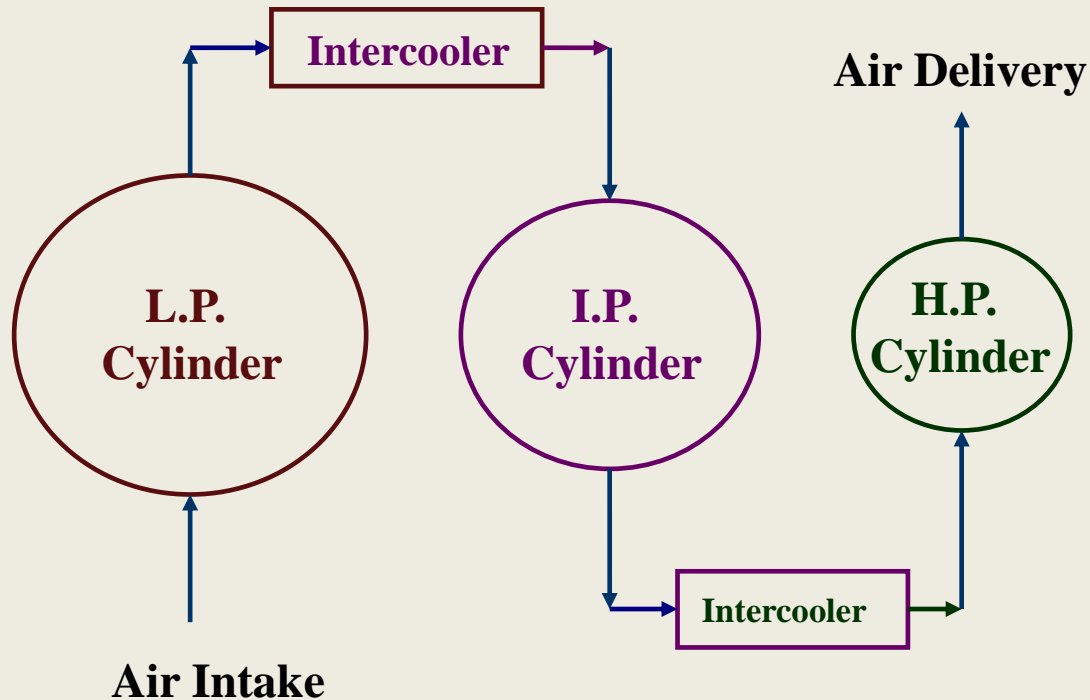 Intercooler
Air Delivery
L.P.
Cylinder
I.P.
Cylinder
H.P.
Cylinder
Intercooler
Air Intake